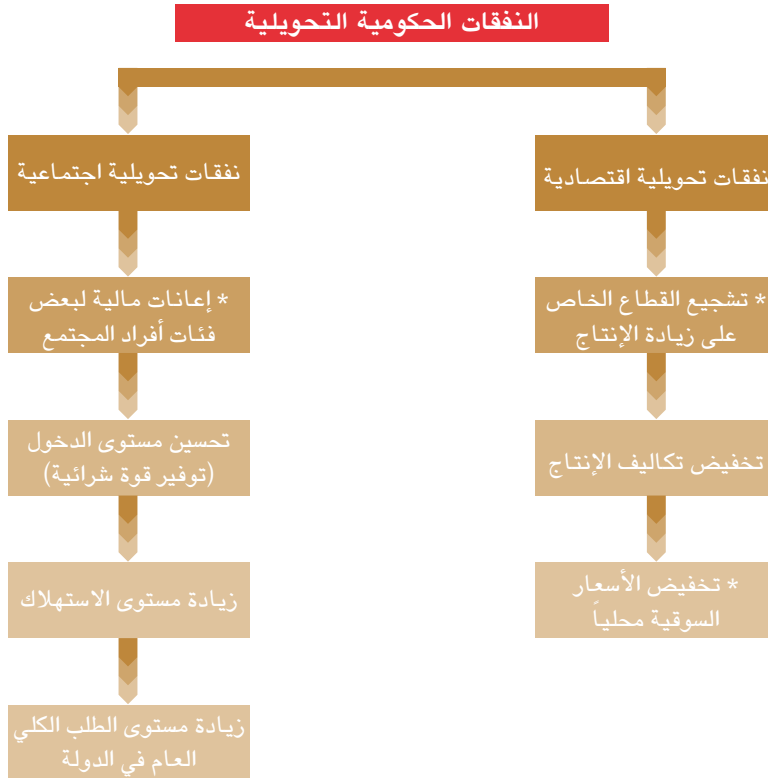 النفقات الحكومية التحويلية
نفقات تحويلية اقتصادية
* تشجيع القطاع الخاص
على زيادة الإنتاج
تخفيض تكاليف الإنتاج
* تخفيض الأسعار
السوقية محلياً
نفقات تحويلية اجتماعية
* إعانات مالية لبعض
فئات أفراد المجتمع
تحسين مستوى الدخول
(توفير قوة شرائية)
زيادة مستوى الاستهلاك
زيادة مستوى الطلب الكلي
العام في الدولة